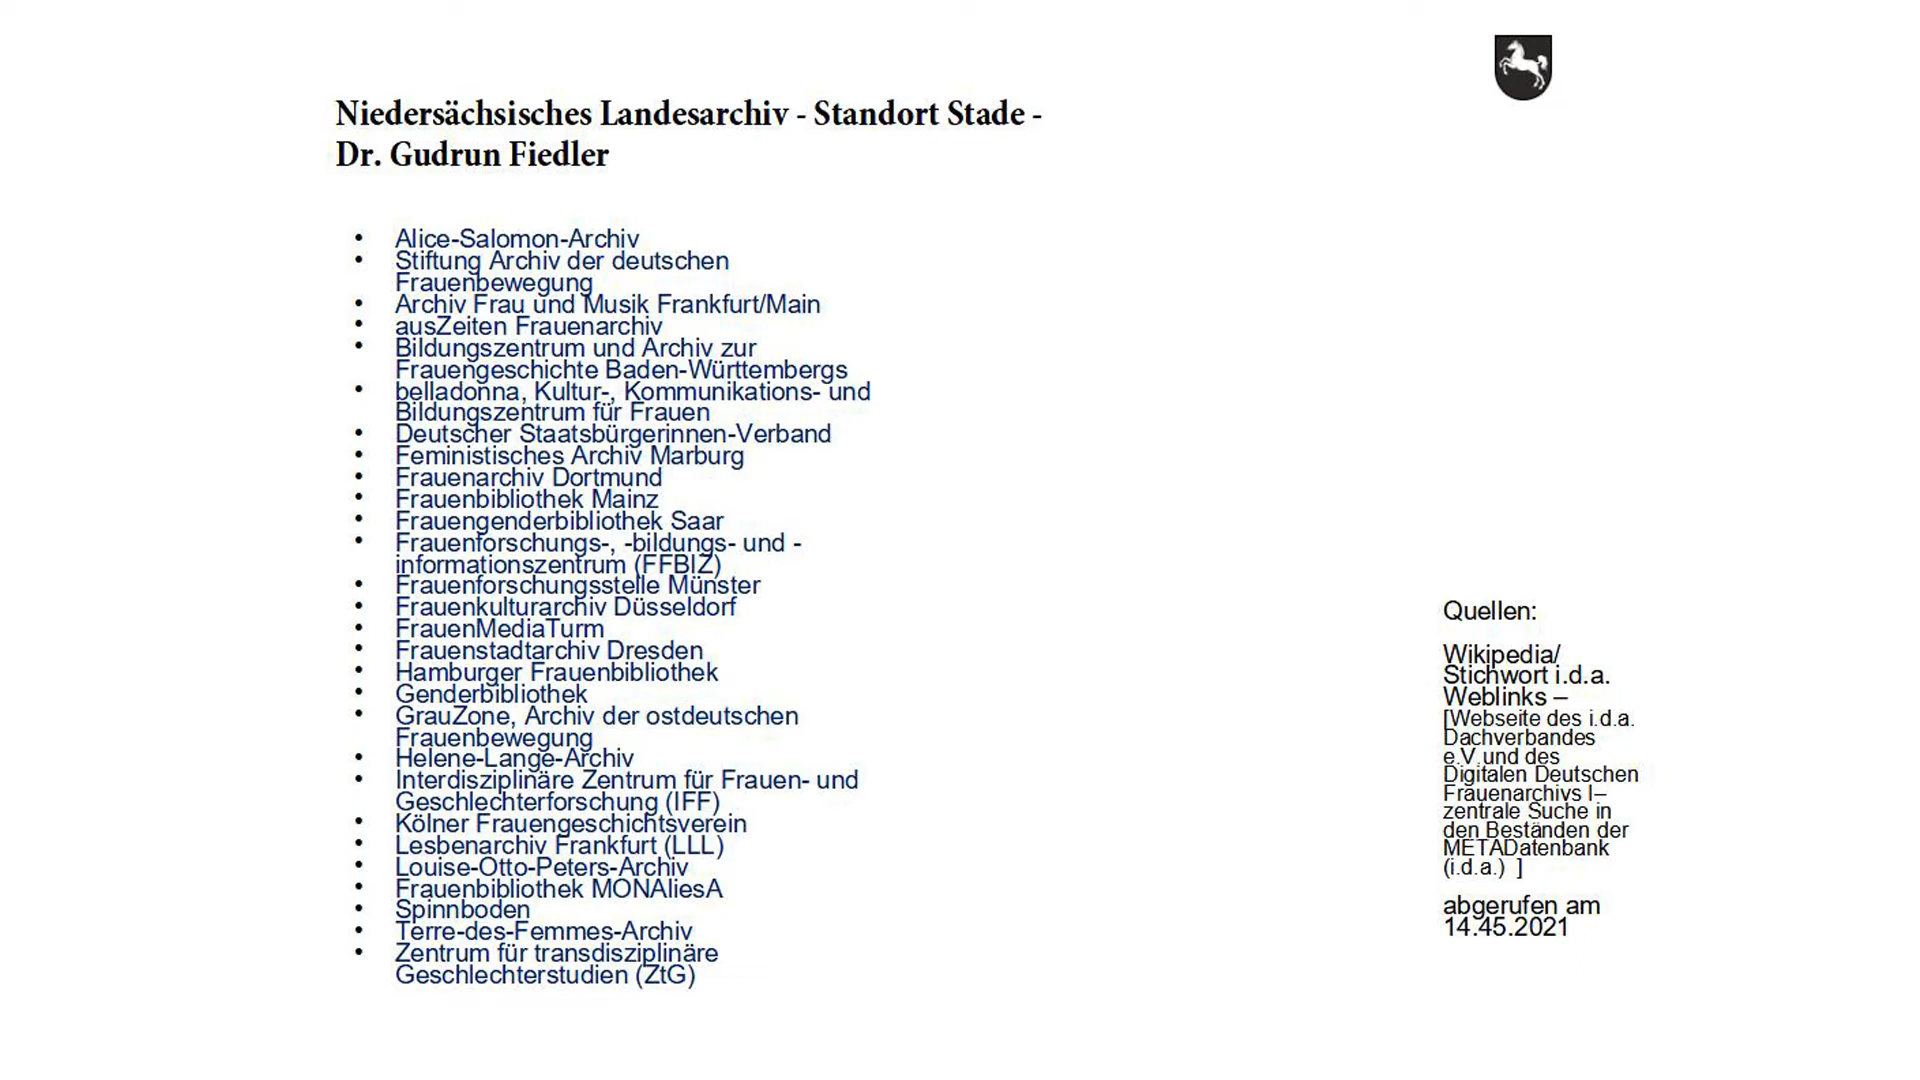 Niedersächsisches Landesarchiv - Standort Stade -
Dr. Gudrun Fiedler
• Alice-Salomon-Archiv
• Stiftung Archiv der deutschen
Frauenbewegung
• Archiv Frau und Musik Frankfurt/Main
• ausZeiten Frauenarchiv
• Bildungszentrum und Archiv zur
Frauengeschichte Baden-Württembergs
• belladonna, Kultur-, Kommunikations- und
Bildungszentrum für Frauen
• Deutscher Staatsbürgerinnen-Verband
• Feministisches Archiv Marburg
• Frauenarchiv Dortmund
• Frauenbibliothek Mainz
• Frauengenderbibliothek Saar
• Frauenforschungs-, -bildungs- und -
informationszentrum (FFBIZ)
• Frauenforschungsstelle Münster
• Frauenkulturarchiv Düsseldorf
• FrauenMediaTurm
• Frauenstadtarchiv Dresden
• Hamburger Frauenbibliothek
• Genderbibliothek
• GrauZone, Archiv der ostdeutschen
Frauenbewegung
• Helene-Lange-Archiv
• Interdisziplinäre Zentrum für Frauen- und
Geschlechterforschung (IFF)
• Kölner Frauengeschichtsverein
• Lesbenarchiv Frankfurt (LLL)
• Louise-Otto-Peters-Archiv
• Frauenbibliothek MONAliesA
• Spinnboden
• Terre-des-Femmes-Archiv
• Zentrum für transdisziplinäre
Geschlechterstudien (ZtG)
Quellen:
Wikipedia/
Stichwort i.d.a.
Weblinks –
[Webseite des i.d.a.
Dachverbandes
e.V.und des
Digitalen Deutschen
Frauenarchivs I–
zentrale Suche in
den Beständen der
METADatenbank
(i.d.a.) ]
abgerufen am
14.45.2021